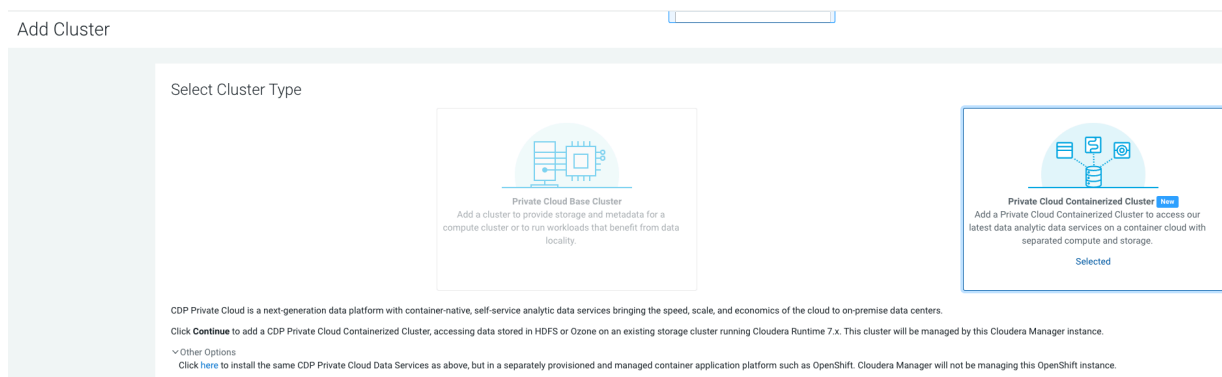 Add Cluster
Select Cluster Type
Private Cloud Base Cluster
Add a cluster to provide storage and metadata for a
compute cluster or to run workloads that benefit from data
locality.
Private Cloud Containerized Cluster New
Add a Private Cloud Containerized Cluster to access our
latest data analytic data services on a container cloud with
separated compute and storage.
Selected
CDP Private Cloud is a next-generation data platform with container-native, self-service analytic data services bringing the speed, scale, and economics of the cloud to on-premise data centers.
Click Continue to add a CDP Private Cloud Containerized Cluster, accessing data stored in HDFS or Ozone on an existing storage cluster running Cloudera Runtime 7.x. This cluster will be managed by this Cloudera Manager instance.
Other Options
Click here to install the same CDP Private Cloud Data Services as above, but in a separately provisioned and managed container application platform such as OpenShift. Cloudera Manager will not be managing this OpenShift instance.